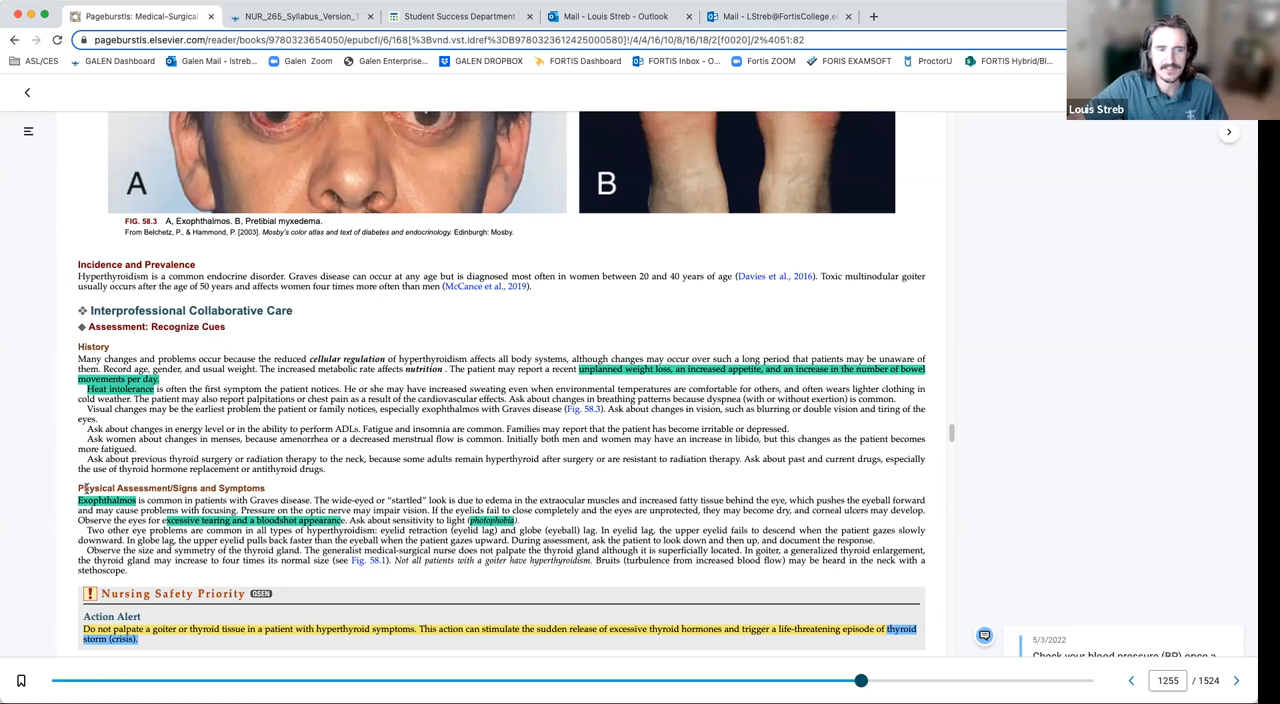 Pageburstls: Medical-Surgical
NUR_265_Syllabus_Version_1
Student Success Department
Mail - Louis Streb - Outlook
Mail - LStreb@FortisCollege.e
pageburstls.elsevier.com/reader/books/9780323654050/epubcfi/6/168[%3Bvnd.vst.idref%3DB9780323612425000580]!/4/4/16/10/8/16/18/2[f0020]/2%4051:82
ASL/CES
GALEN Dashboard
Galen Mail - lstreb...
Galen Zoom
Galen Enterprise...
GALEN DROPBOX
FORTIS Dashboard
FORTIS Inbox - O...
Fortis ZOOM
FORIS EXAMSOFT
ProctorU
FORTIS Hybrid/Bl...
Louis Streb
A
B
FIG. 58.3 A, Exophthalmos. B, Pretibial myxedema.
From Belchetz, P., & Hammond, P. [2003]. Mosby's color atlas and text of diabetes and endocrinology. Edinburgh: Mosby.
Incidence and Prevalence
Hyperthyroidism is a common endocrine disorder. Graves disease can occur at any age but is diagnosed most often in women between 20 and 40 years of age (Davies et al., 2016). Toxic multinodular goiter
usually occurs after the age of 50 years and affects women four times more often than men (McCance et al., 2019).
❖ Interprofessional Collaborative Care
◆ Assessment: Recognize Cues
History
Many changes and problems occur because the reduced cellular regulation of hyperthyroidism affects all body systems, although changes may occur over such a long period that patients may be unaware of
them. Record age, gender, and usual weight. The increased metabolic rate affects nutrition . The patient may report a recent unplanned weight loss, an increased appetite, and an increase in the number of bowel
movements per day.
Heat intolerance is often the first symptom the patient notices. He or she may have increased sweating even when environmental temperatures are comfortable for others, and often wears lighter clothing in
cold weather. The patient may also report palpitations or chest pain as a result of the cardiovascular effects. Ask about changes in breathing patterns because dyspnea (with or without exertion) is common.
Visual changes may be the earliest problem the patient or family notices, especially exophthalmos with Graves disease (Fig. 58.3). Ask about changes in vision, such as blurring or double vision and tiring of the
eyes.
Ask about changes in energy level or in the ability to perform ADLs. Fatigue and insomnia are common. Families may report that the patient has become irritable or depressed.
Ask women about changes in menses, because amenorrhea or a decreased menstrual flow is common. Initially both men and women may have an increase in libido, but this changes as the patient becomes
more fatigued.
Ask about previous thyroid surgery or radiation therapy to the neck, because some adults remain hyperthyroid after surgery or are resistant to radiation therapy. Ask about past and current drugs, especially
the use of thyroid hormone replacement or antithyroid drugs.
Physical Assessment/Signs and Symptoms
Exophthalmos is common in patients with Graves disease. The wide-eyed or “startled” look is due to edema in the extraocular muscles and increased fatty tissue behind the eye, which pushes the eyeball forward
and may cause problems with focusing. Pressure on the optic nerve may impair vision. If the eyelids fail to close completely and the eyes are unprotected, they may become dry, and corneal ulcers may develop.
Observe the eyes for excessive tearing and a bloodshot appearance. Ask about sensitivity to light (photophobia).
Two other eye problems are common in all types of hyperthyroidism: eyelid retraction (eyelid lag) and globe (eyeball) lag. In eyelid lag, the upper eyelid fails to descend when the patient gazes slowly
downward. In globe lag, the upper eyelid pulls back faster than the eyeball when the patient gazes upward. During assessment, ask the patient to look down and then up, and document the response.
Observe the size and symmetry of the thyroid gland. The generalist medical-surgical nurse does not palpate the thyroid gland although it is superficially located. In goiter, a generalized thyroid enlargement,
the thyroid gland may increase to four times its normal size (see Fig. 58.1). Not all patients with a goiter have hyperthyroidism. Bruits (turbulence from increased blood flow) may be heard in the neck with a
stethoscope.
! Nursing Safety Priority QSEN
Action Alert
Do not palpate a goiter or thyroid tissue in a patient with hyperthyroid symptoms. This action can stimulate the sudden release of excessive thyroid hormones and trigger a life-threatening episode of thyroid
storm (crisis).
5/3/2022
Check your blood pressure (BP) once a
1255 / 1524